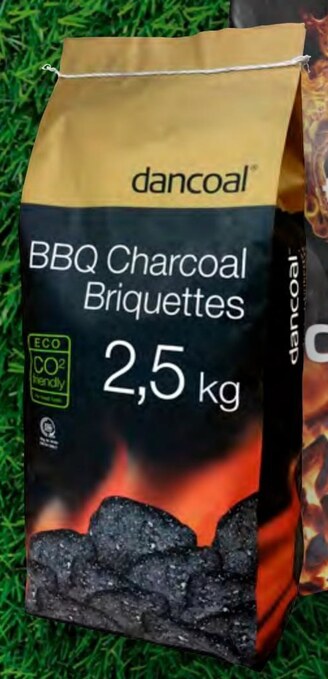 dancoal®
BBQ Charcoal
Briquettes
2,5 kg
ECO
CO²
friendly
dancoal